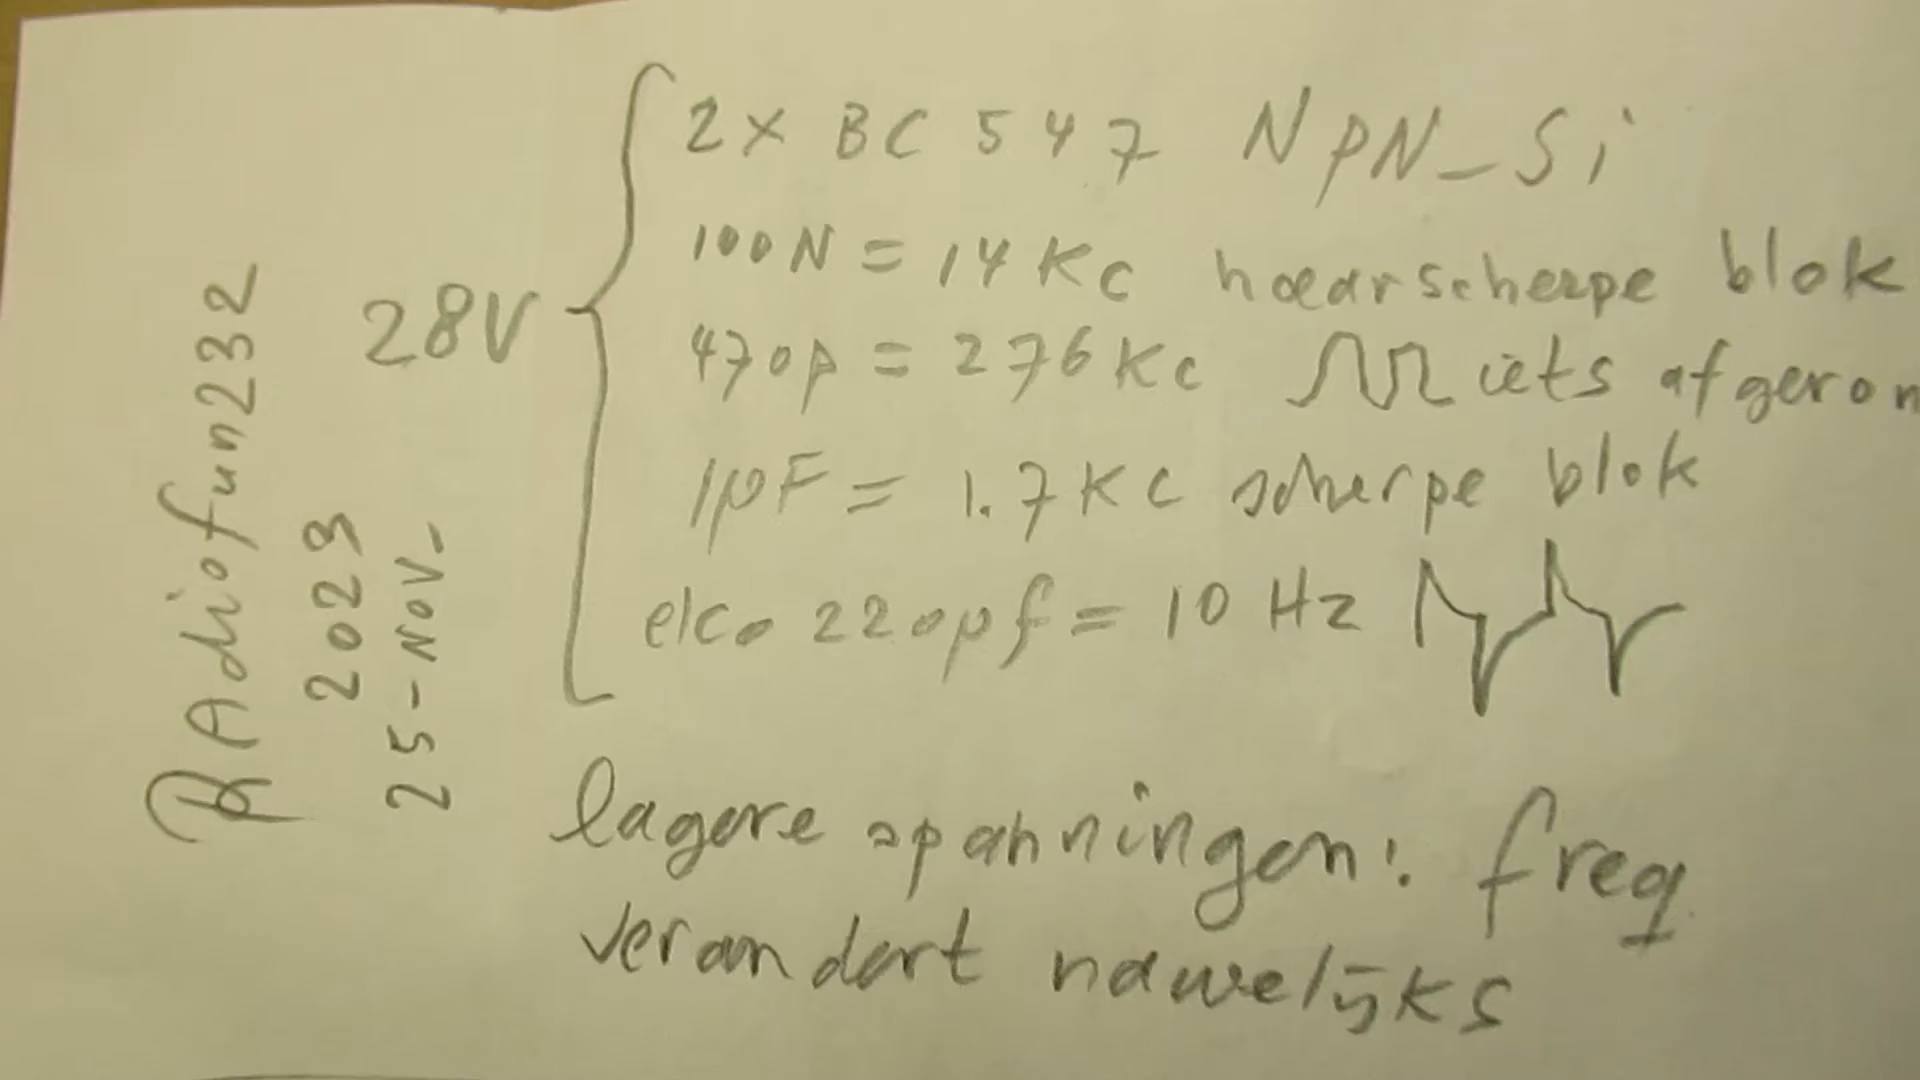 RAdiofun232
2023
25-NOV-
28V
2x BC 547 NPN-Si
100N = 14 Kc haarscherpe blok
470p = 276 Kc iets afgeron
1µF = 1.7 Kc scherpe blok
elco 220µf = 10 Hz
lagere spanningen: freq
verandert nauwelijks